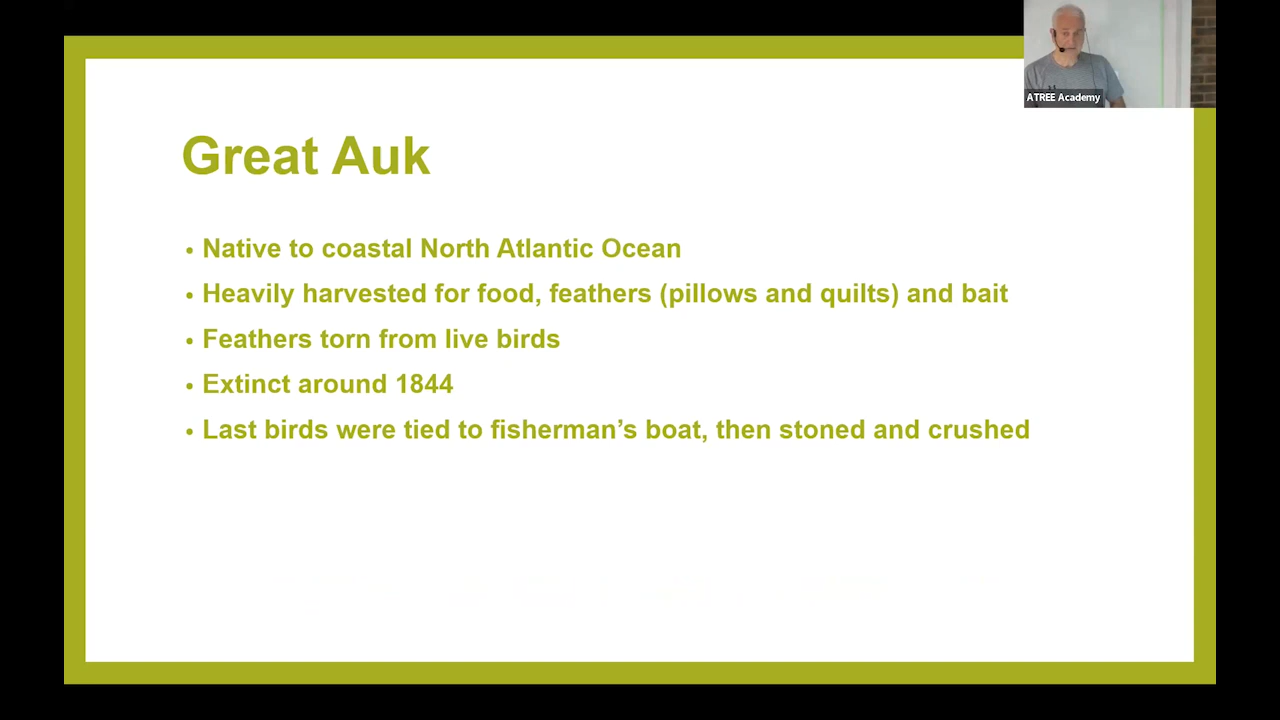 ATREE Academy
Great Auk
• Native to coastal North Atlantic Ocean
• Heavily harvested for food, feathers (pillows and quilts) and bait
• Feathers torn from live birds
• Extinct around 1844
• Last birds were tied to fisherman’s boat, then stoned and crushed